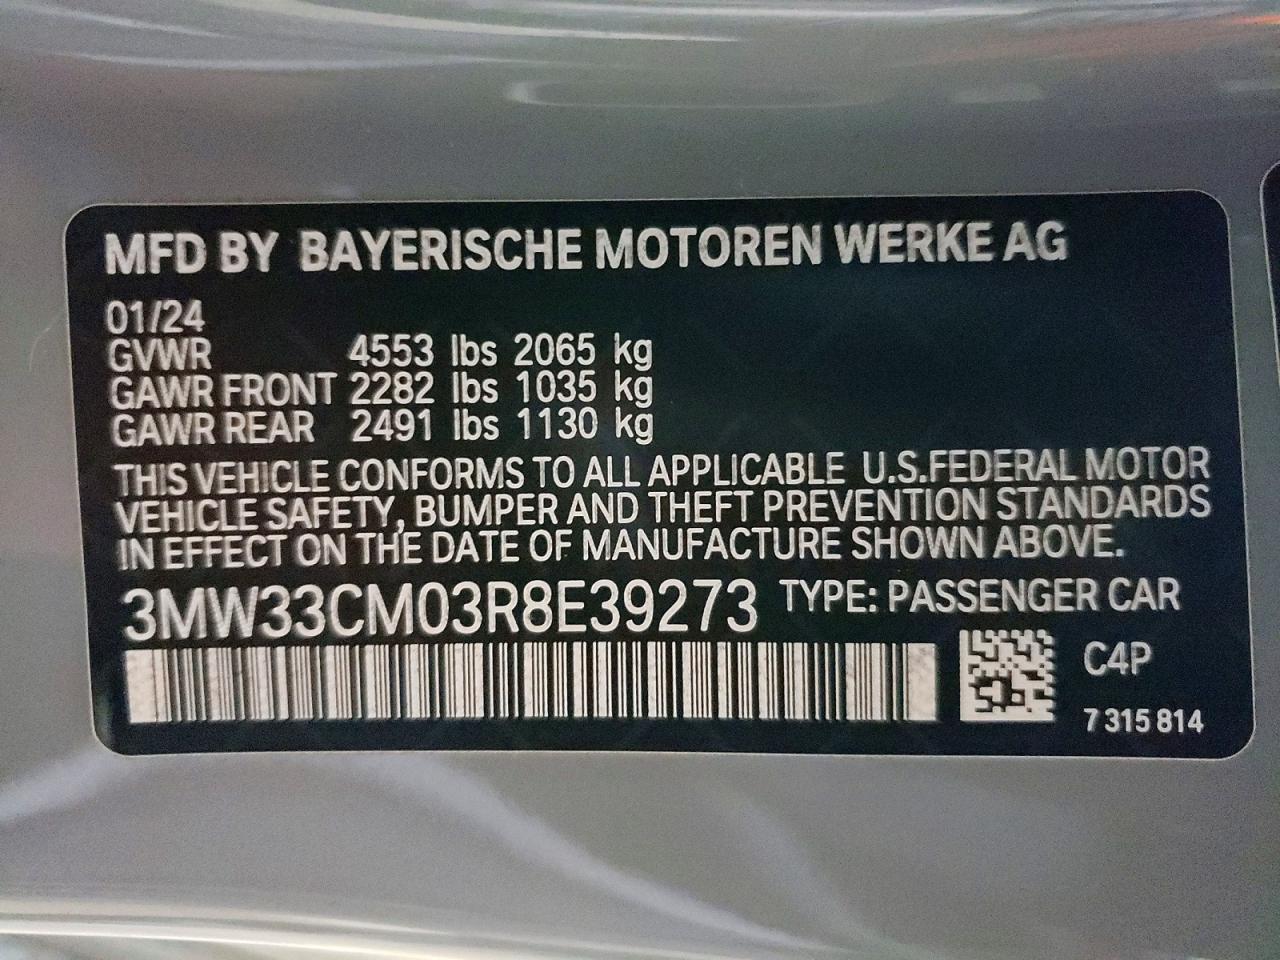 MFD BY BAYERISCHE MOTOREN WERKE AG
01/24
GVWR 4553 lbs 2065 kg
GAWR FRONT 2282 lbs 1035 kg
GAWR REAR 2491 lbs 1130 kg
THIS VEHICLE CONFORMS TO ALL APPLICABLE U.S.FEDERAL MOTOR
VEHICLE SAFETY, BUMPER AND THEFT PREVENTION STANDARDS
IN EFFECT ON THE DATE OF MANUFACTURE SHOWN ABOVE.
3MW33CM03R8E39273 TYPE: PASSENGER CAR
C4P
7 315 814